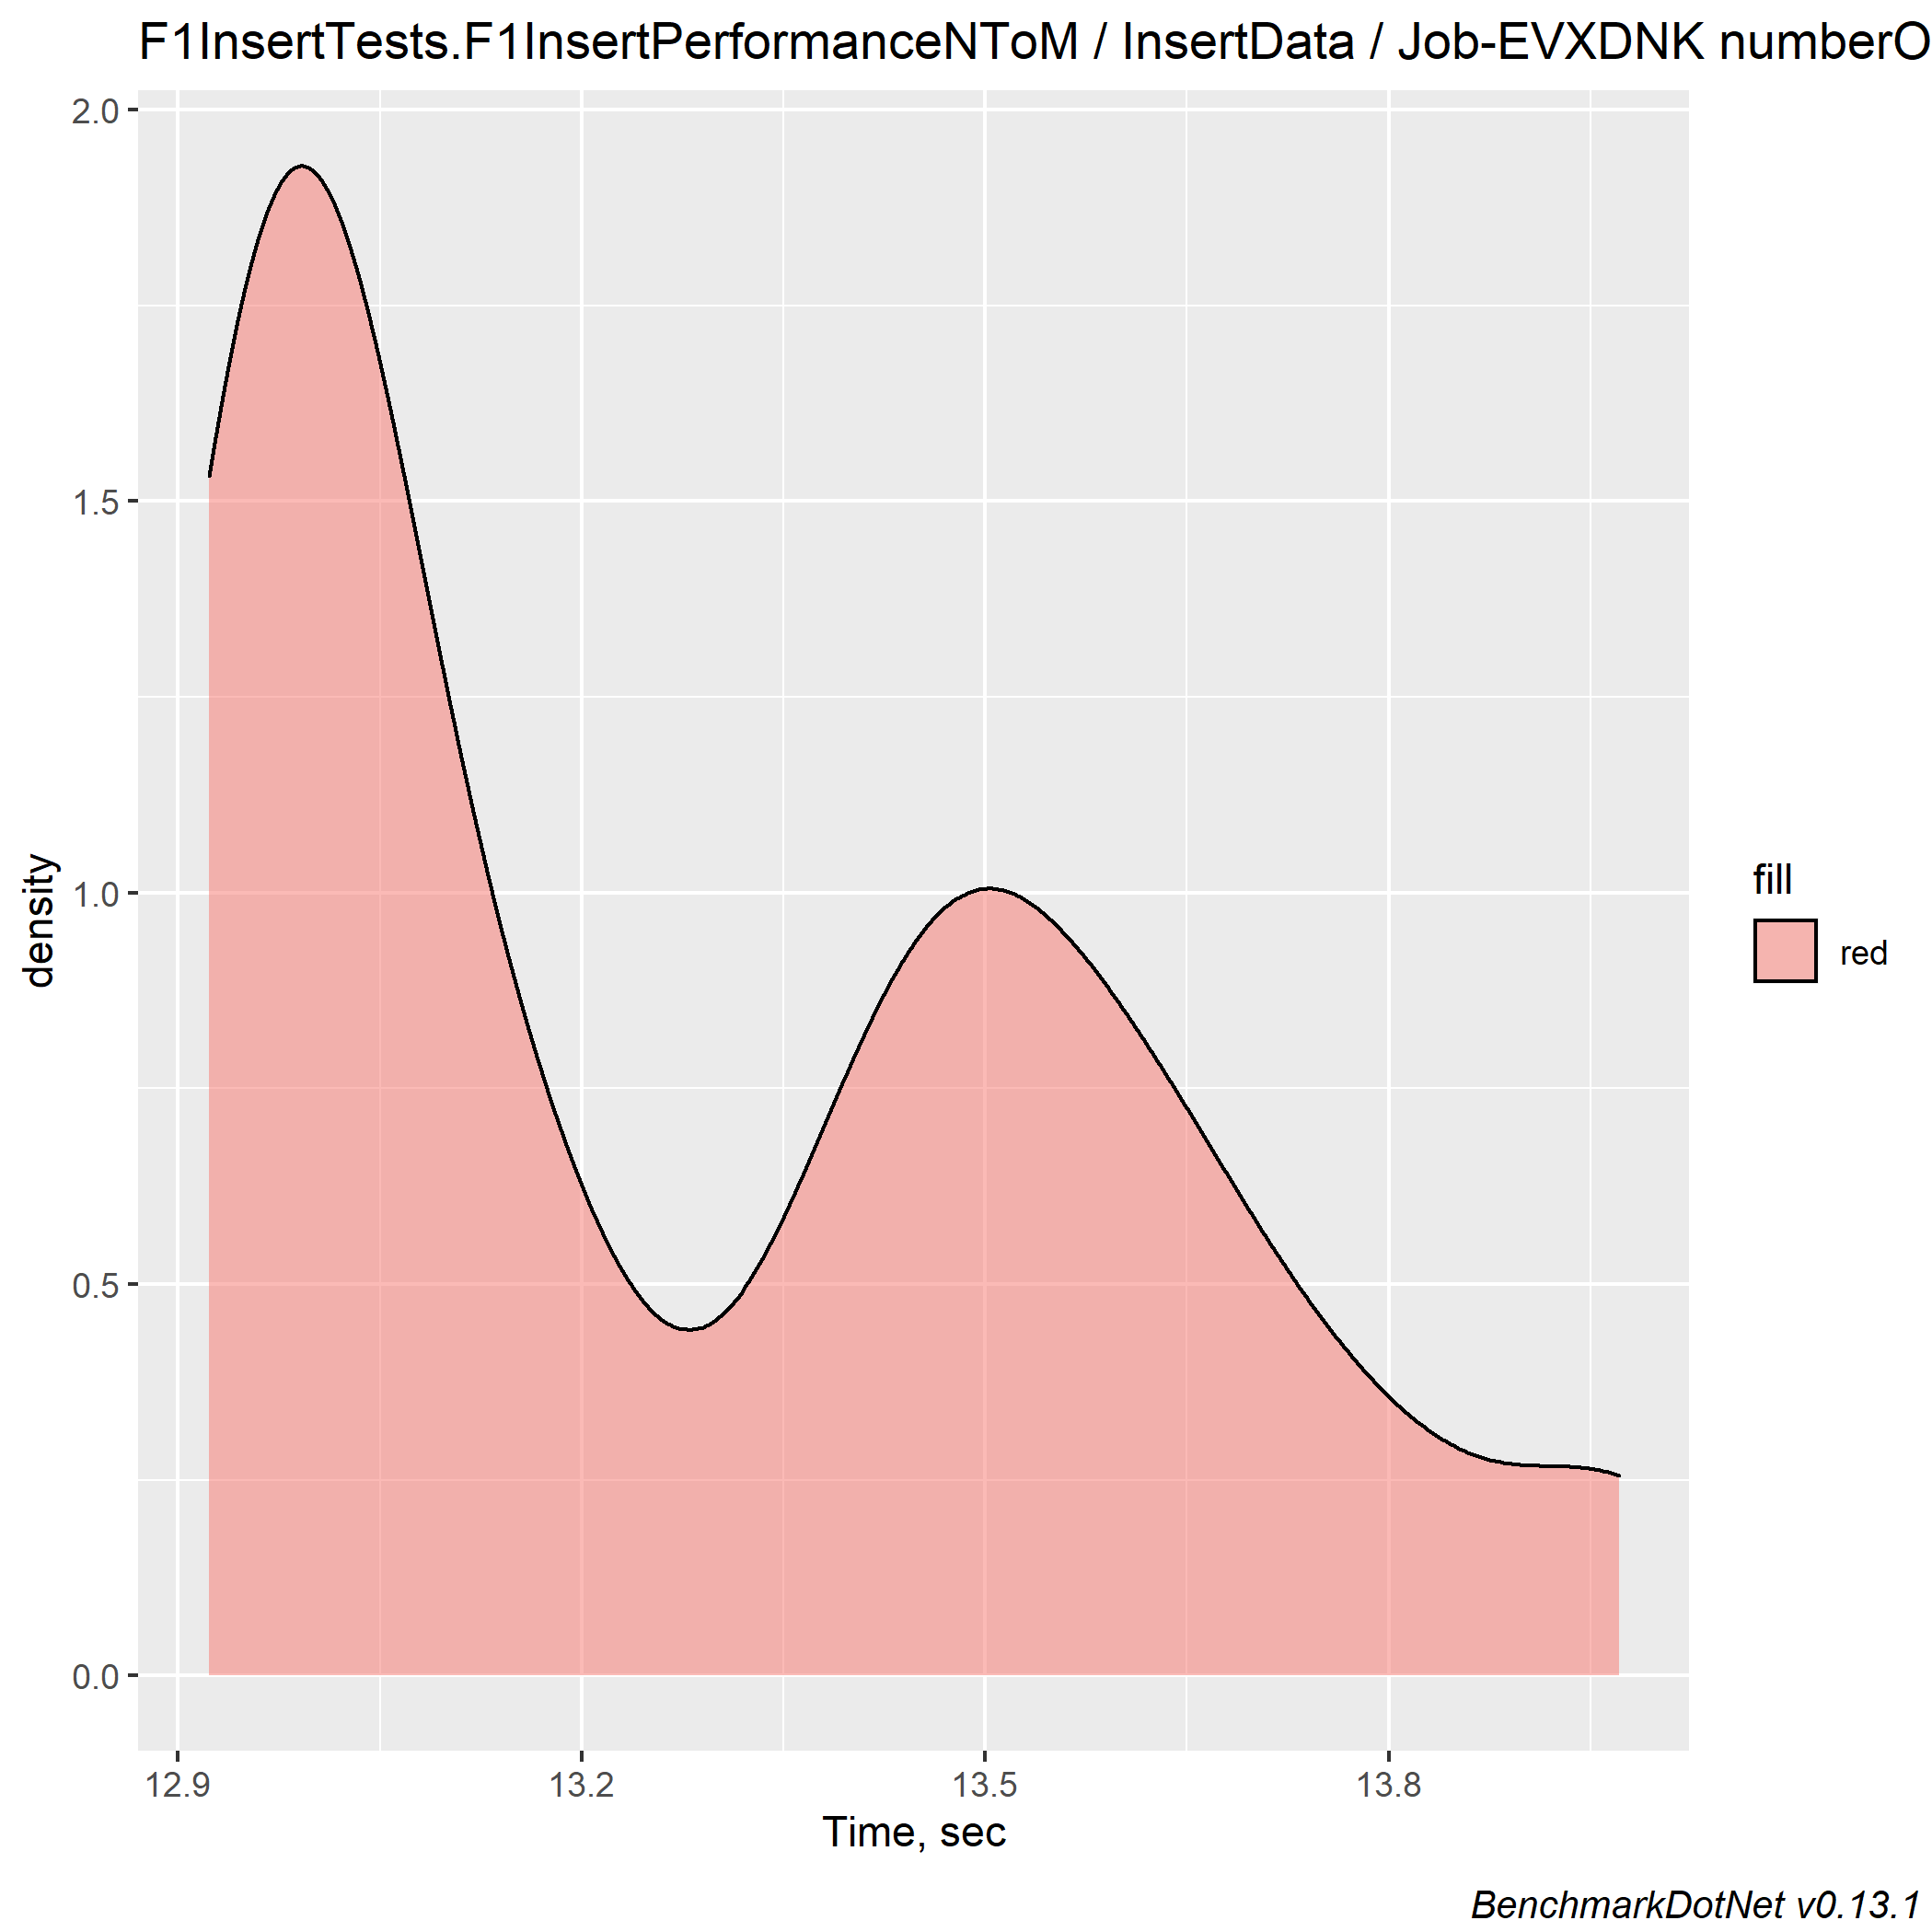 F1InsertTests.F1InsertPerformanceNToM / InsertData / Job-EVXDNK numberO
2.0
1.5
1.0
0.5
0.0
density
12.9 13.2 13.5 13.8
Time, sec
fill
red
BenchmarkDotNet v0.13.1